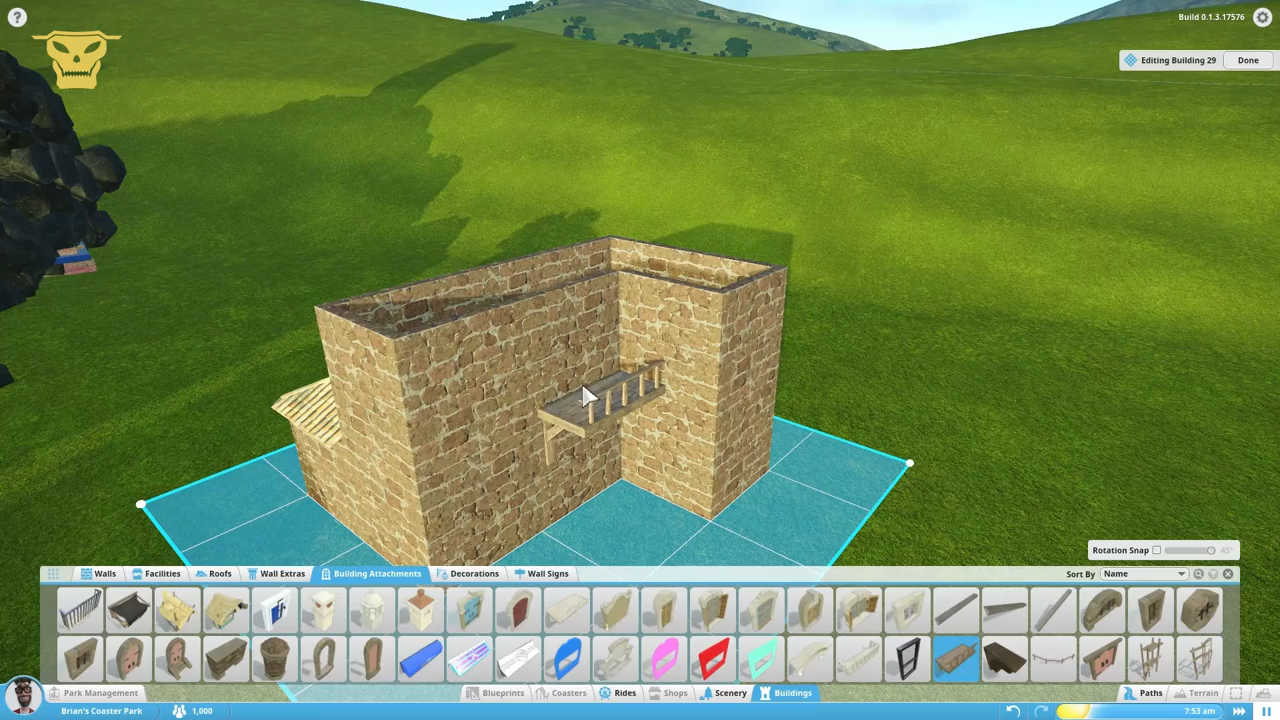 ?
Build 0.1.3.17576
Editing Building 29 Done
Rotation Snap 45°
Walls Facilities Roofs Wall Extras Building Attachments Decorations Wall Signs Sort By Name
Park Management Blueprints Coasters Rides Shops Scenery Buildings Paths Terrain
Brian's Coaster Park 1,000 7:53 am